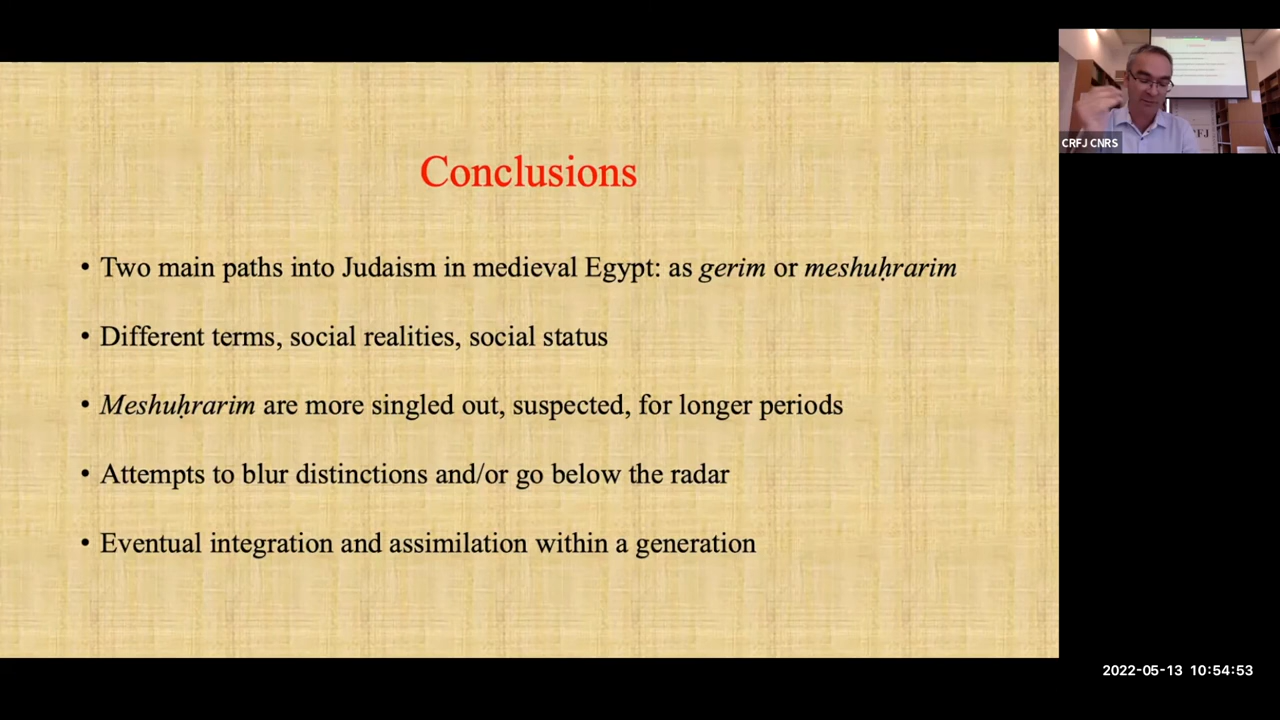 Conclusions
• Two main paths into Judaism in medieval Egypt: as gerim or meshuḥrarim
• Different terms, social realities, social status
• Meshuḥrarim are more singled out, suspected, for longer periods
• Attempts to blur distinctions and/or go below the radar
• Eventual integration and assimilation within a generation
CRFJ CNRS
2022-05-13 10:54:53